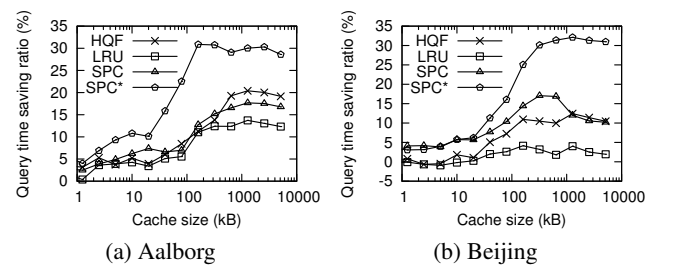 Query time saving ratio (%)
35
30
25
20
15
10
5
0
HQF
LRU
SPC
SPC*
1 10 100 1000 10000
Cache size (kB)
(a) Aalborg
Query time saving ratio (%)
35
30
25
20
15
10
5
0
-5
HQF
LRU
SPC
SPC*
1 10 100 1000 10000
Cache size (kB)
(b) Beijing